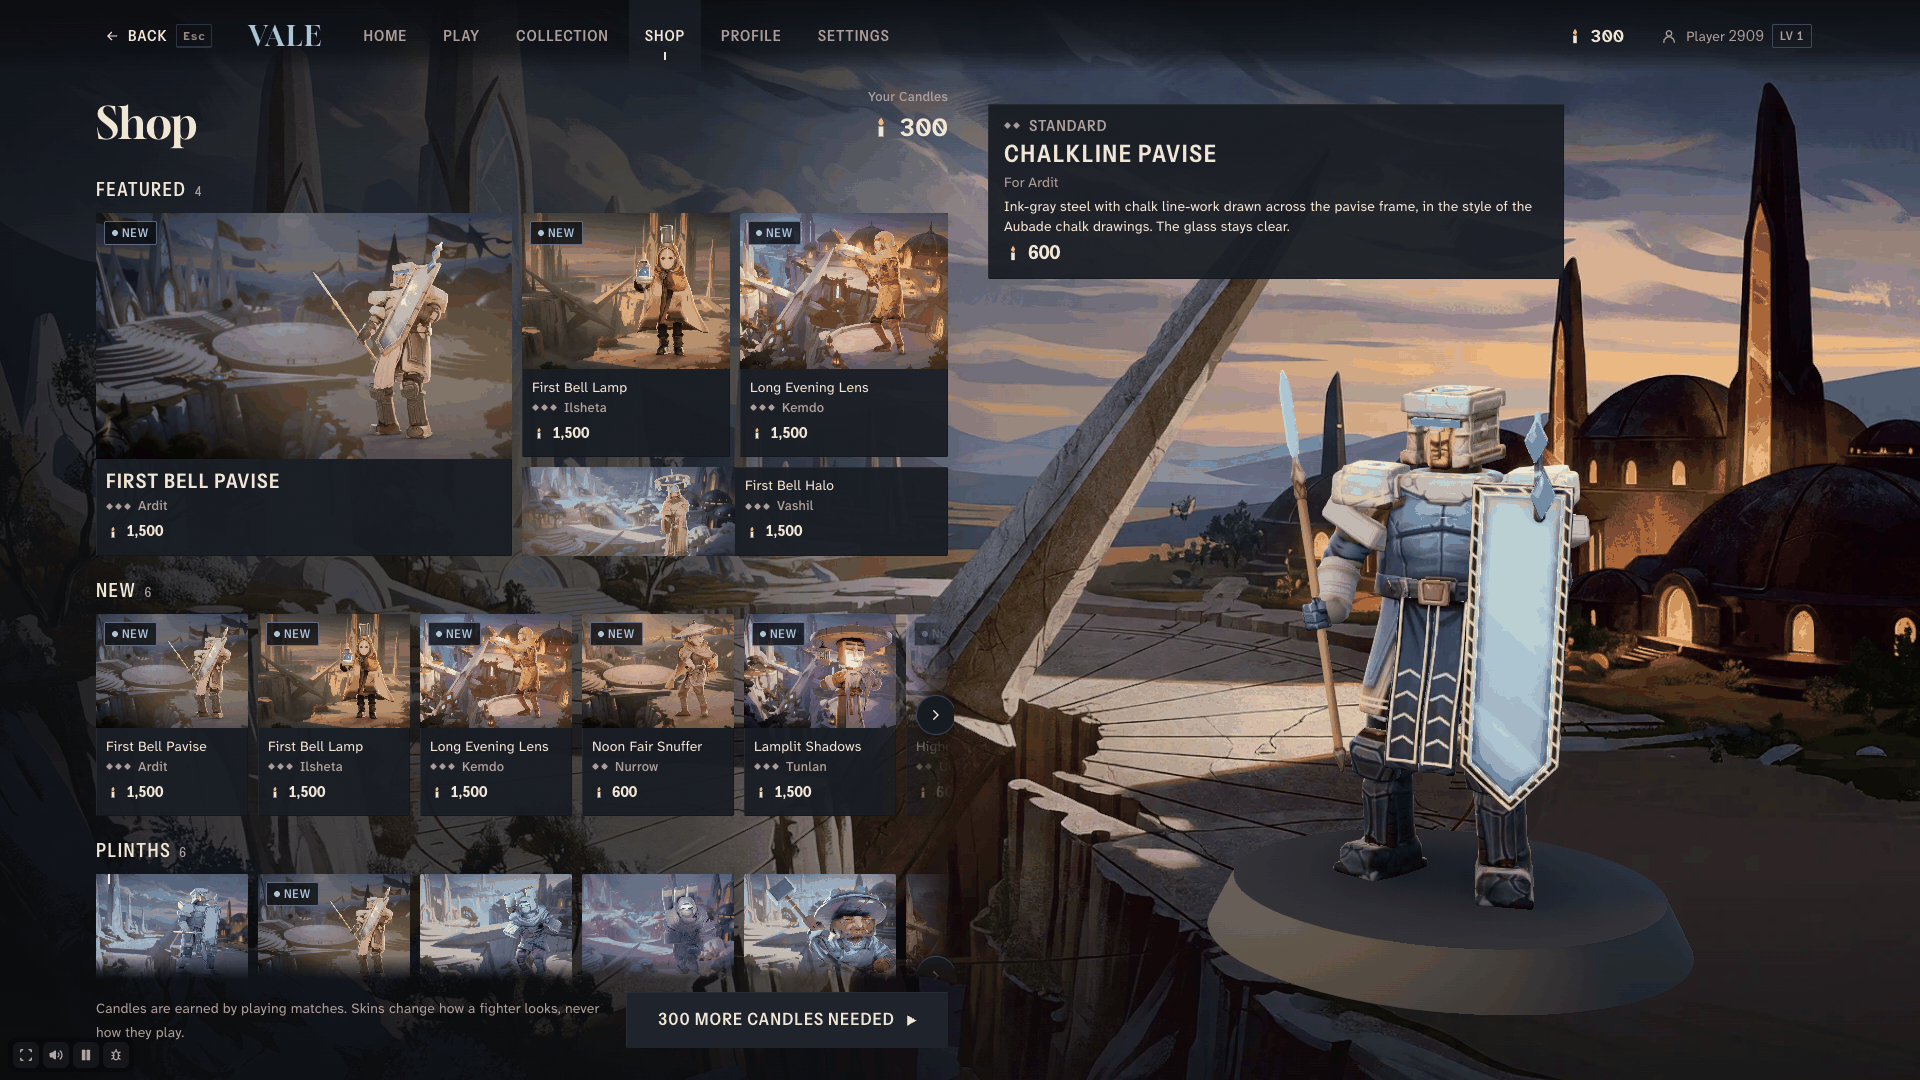 BACK Esc VALE HOME PLAY COLLECTION SHOP PROFILE SETTINGS 300 Player 2909 LV 1
Shop
Your Candles
300
FEATURED 4
NEW
FIRST BELL PAVISE
Ardit
1,500
NEW
First Bell Lamp
Ilsheta
1,500
NEW
Long Evening Lens
Kemdo
1,500
First Bell Halo
Vashil
1,500
NEW 6
NEW
First Bell Pavise
Ardit
1,500
NEW
First Bell Lamp
Ilsheta
1,500
NEW
Long Evening Lens
Kemdo
1,500
NEW
Noon Fair Snuffer
Nurrow
600
NEW
Lamplit Shadows
Tunlan
1,500
PLINTHS 6
NEW
Candles are earned by playing matches. Skins change how a fighter looks, never
how they play.
300 MORE CANDLES NEEDED
STANDARD
CHALKLINE PAVISE
For Ardit
Ink-gray steel with chalk line-work drawn across the pavise frame, in the style of the
Aubade chalk drawings. The glass stays clear.
600